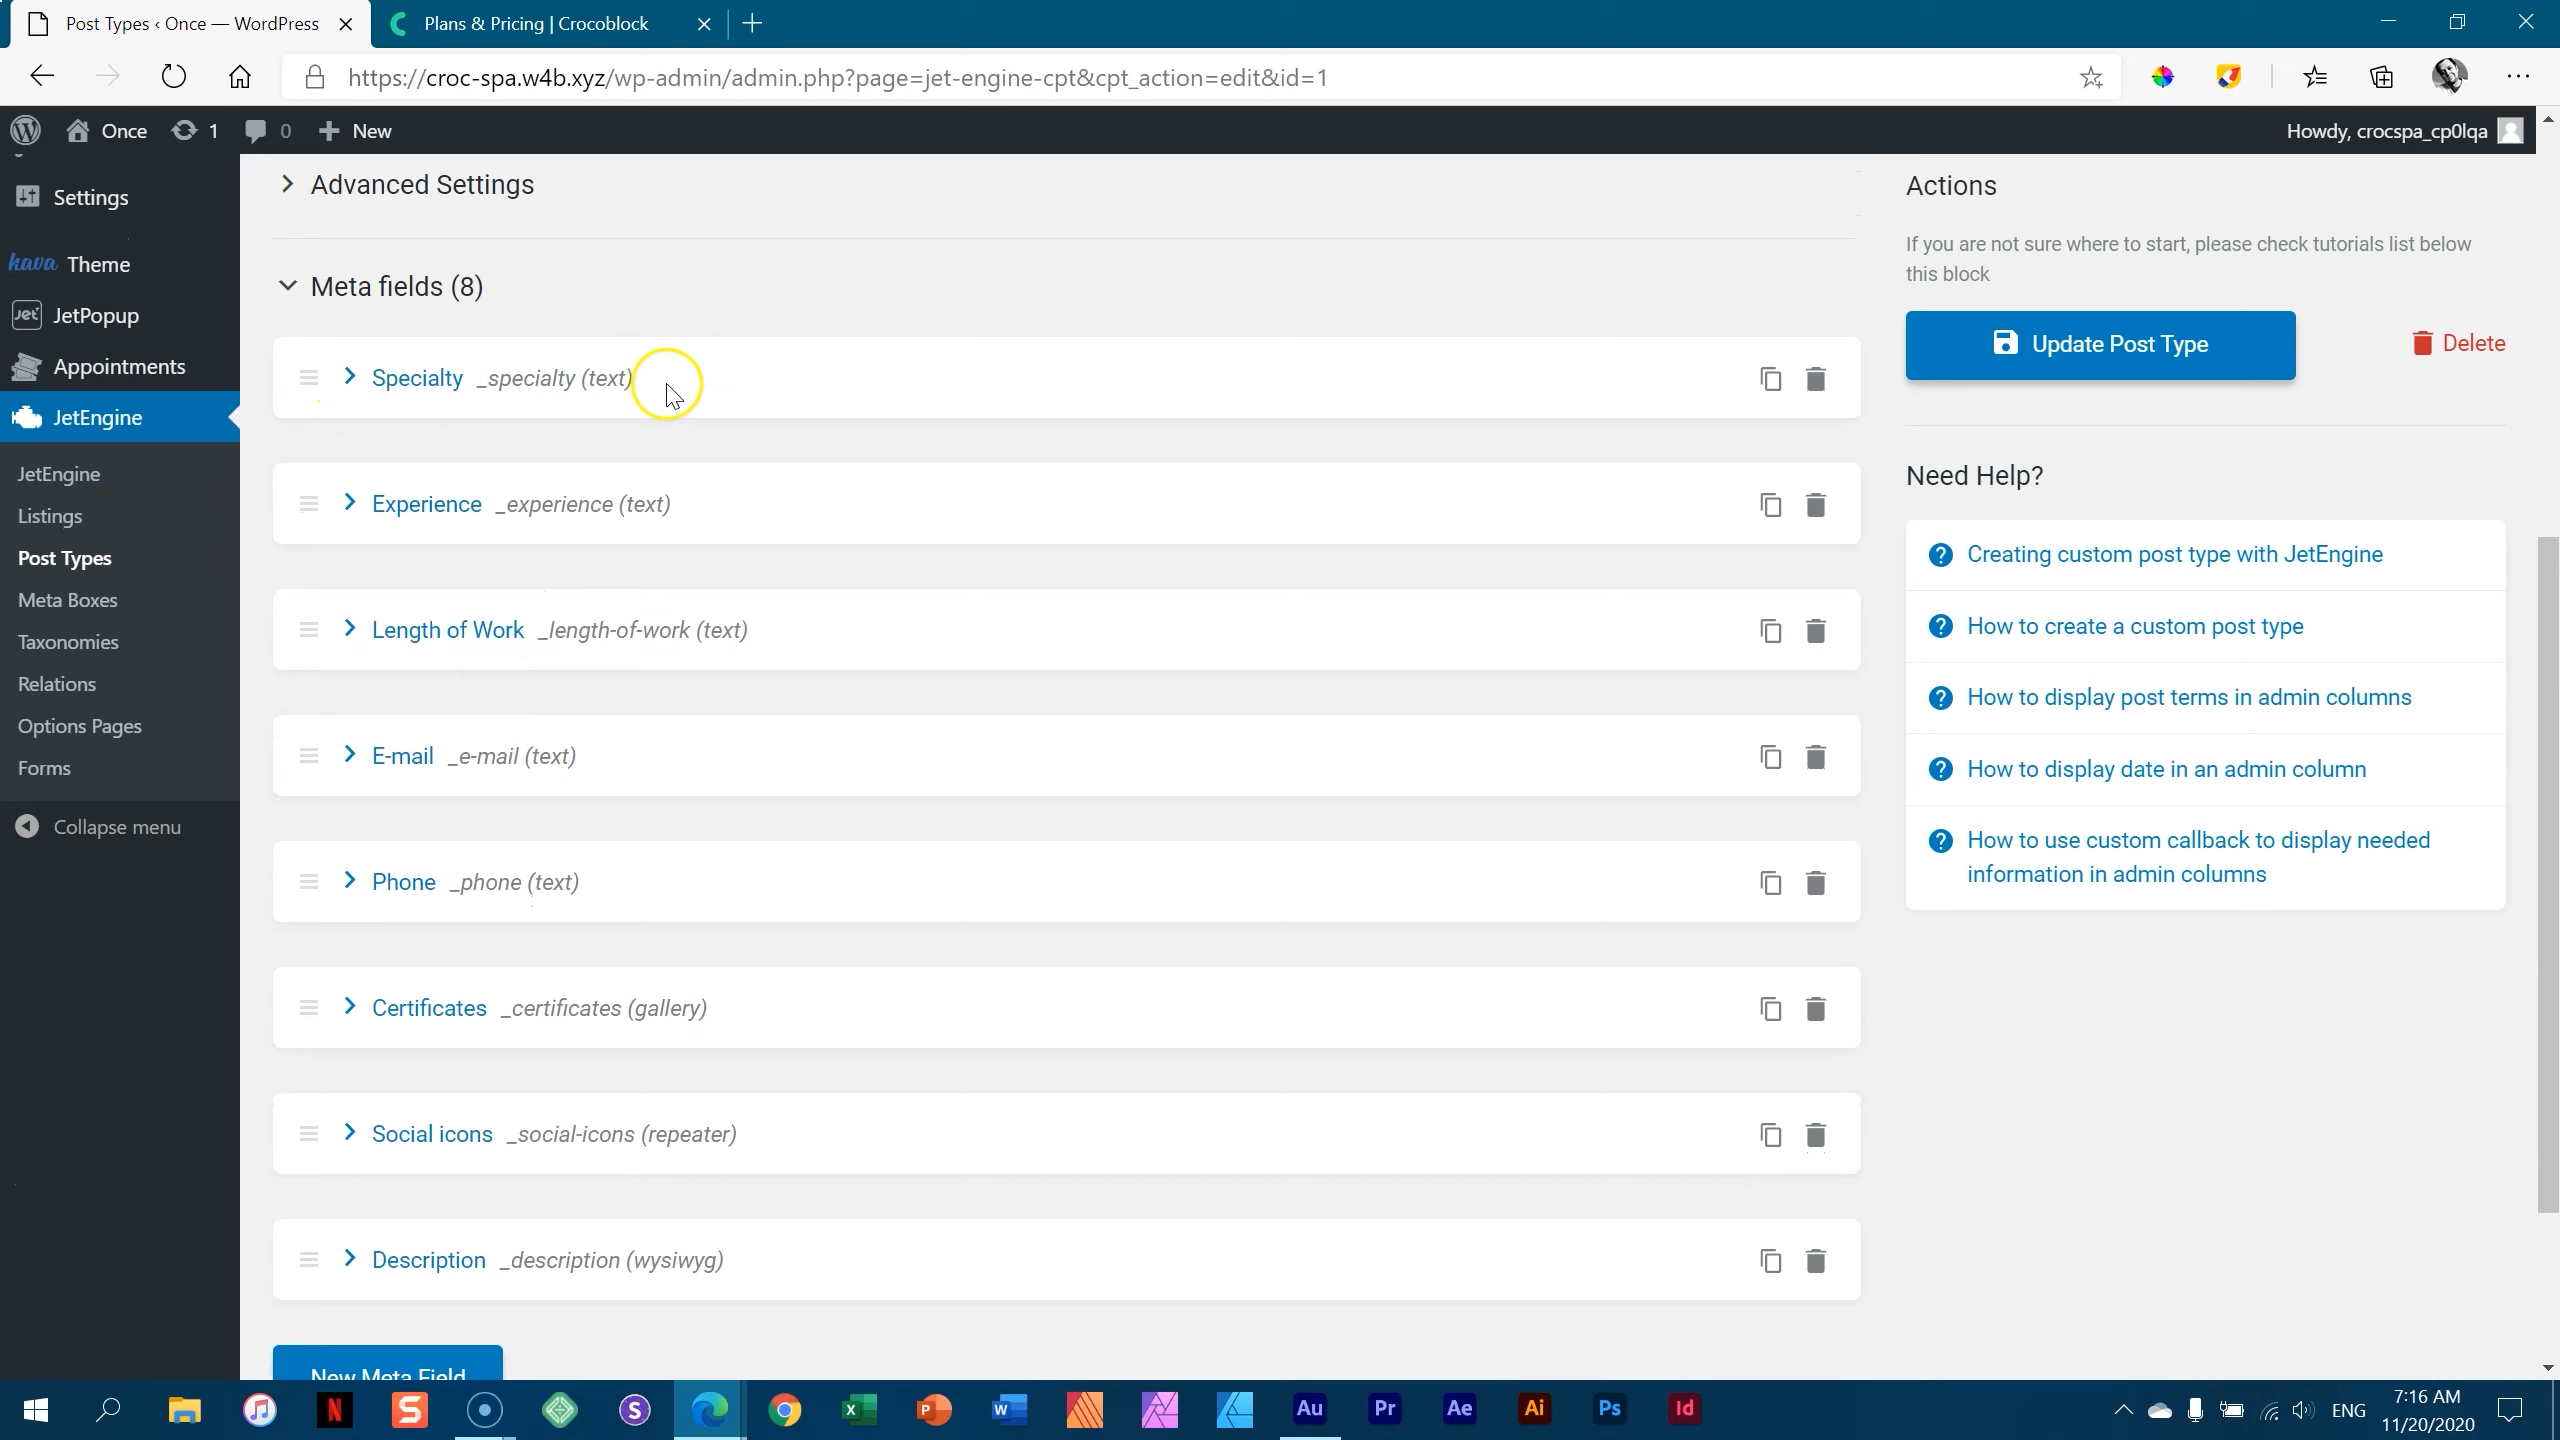 Post Types ‹ Once — WordPress
Plans & Pricing | Crocoblock
https://croc-spa.w4b.xyz/wp-admin/admin.php?page=jet-engine-cpt&cpt_action=edit&id=1
Once
1
0
New
Howdy, crocspa_cp0lqa
Settings
kava Theme
Jet JetPopup
Appointments
JetEngine
JetEngine
Listings
Post Types
Meta Boxes
Taxonomies
Relations
Options Pages
Forms
Collapse menu
Advanced Settings
Meta fields (8)
Specialty _specialty (text)
Experience _experience (text)
Length of Work _length-of-work (text)
E-mail _e-mail (text)
Phone _phone (text)
Certificates _certificates (gallery)
Social icons _social-icons (repeater)
Description _description (wysiwyg)
New Meta Field
Actions
If you are not sure where to start, please check tutorials list below
this block
Update Post Type
Delete
Need Help?
Creating custom post type with JetEngine
How to create a custom post type
How to display post terms in admin columns
How to display date in an admin column
How to use custom callback to display needed
information in admin columns
N
S
S
X
P
W
Au
Pr
Ae
Ai
Ps
Id
ENG
7:16 AM
11/20/2020